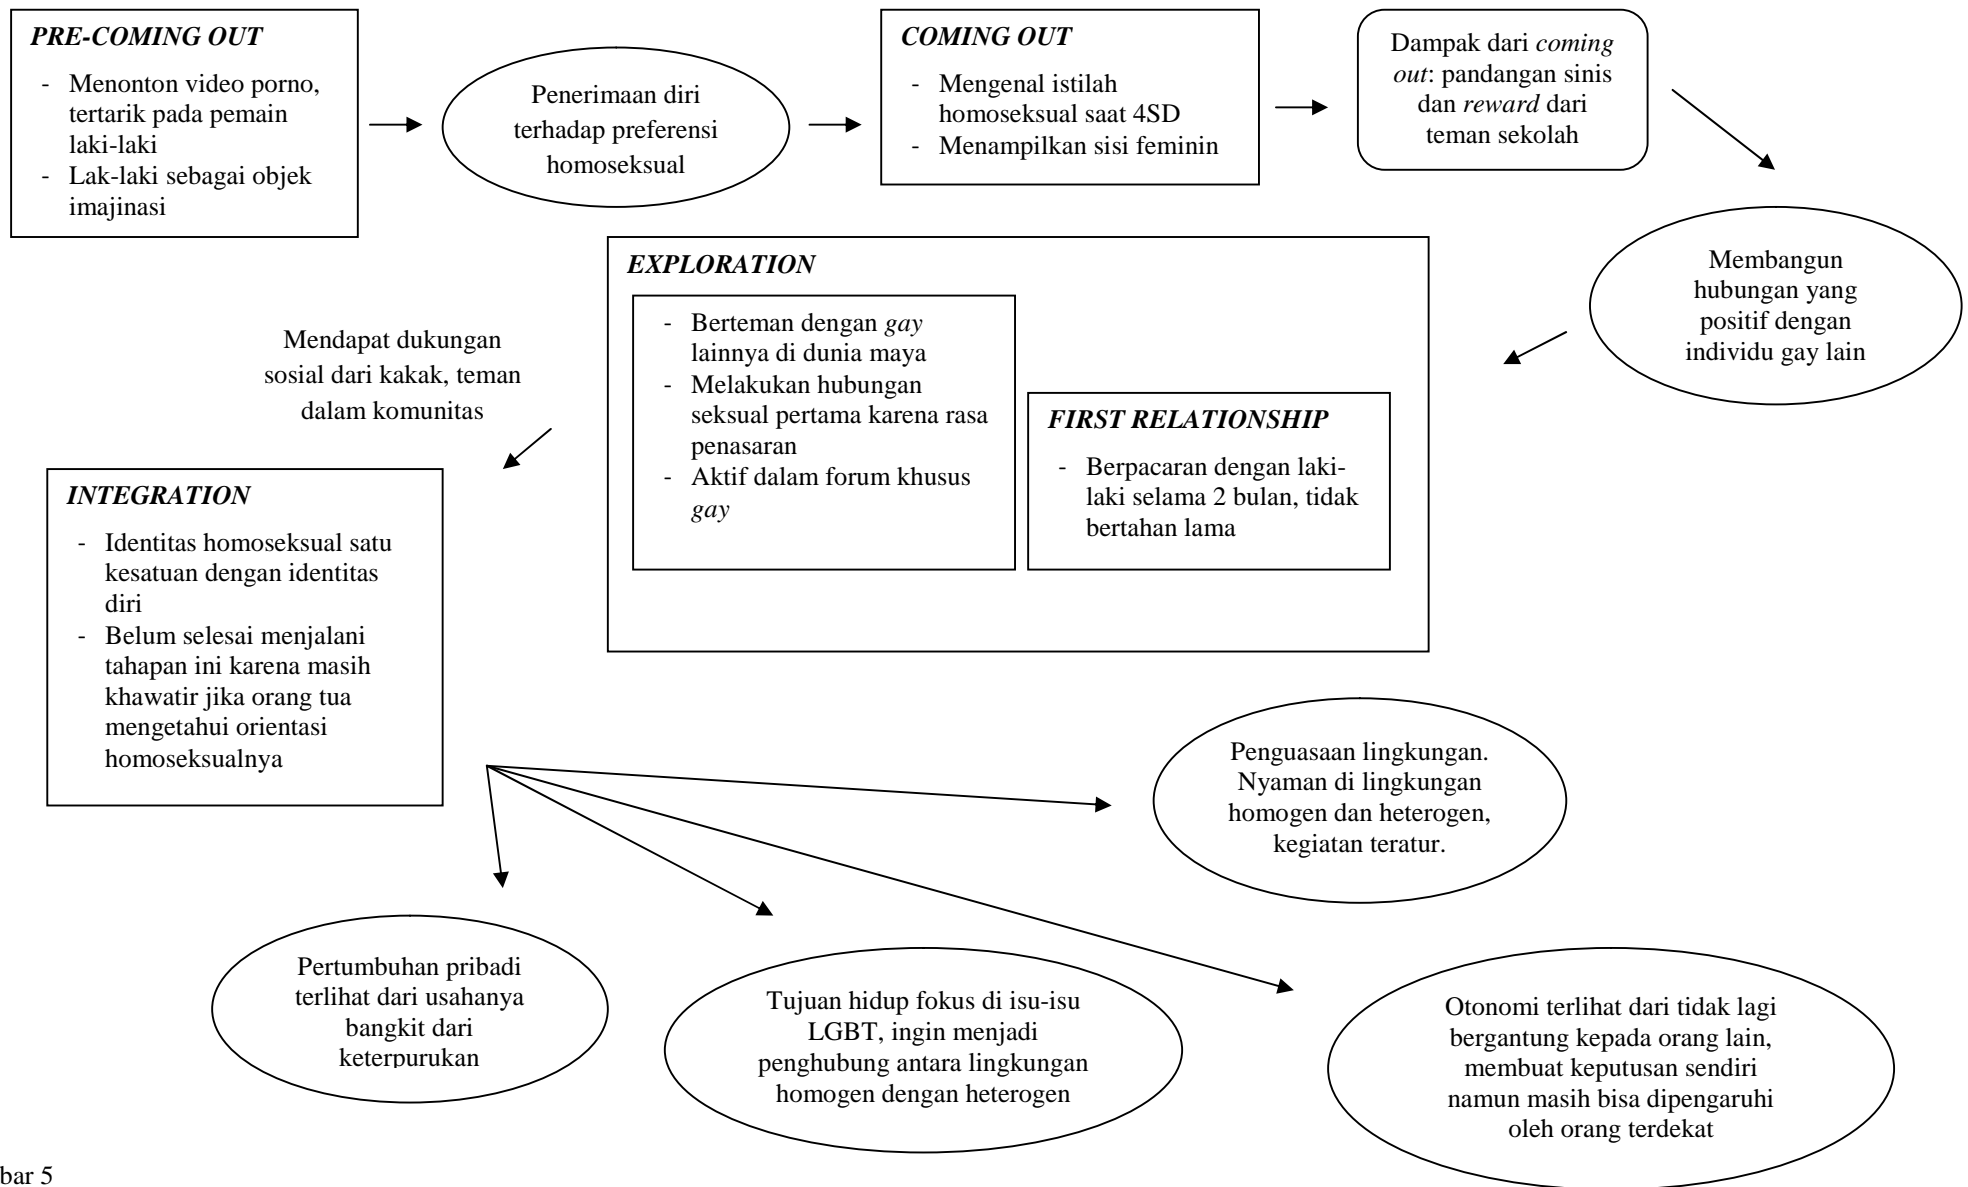 PRE-COMING OUT
- Menonton video porno,
tertarik pada pemain
laki-laki
- Lak-laki sebagai objek
imajinasi
Penerimaan diri
terhadap preferensi
homoseksual
COMING OUT
- Mengenal istilah
homoseksual saat 4SD
- Menampilkan sisi feminin
Dampak dari coming
out: pandangan sinis
dan reward dari
teman sekolah
Membangun
hubungan yang
positif dengan
individu gay lain
EXPLORATION
- Berteman dengan gay
lainnya di dunia maya
- Melakukan hubungan
seksual pertama karena rasa
penasaran
- Aktif dalam forum khusus
gay
FIRST RELATIONSHIP
- Berpacaran dengan laki-
laki selama 2 bulan, tidak
bertahan lama
Mendapat dukungan
sosial dari kakak, teman
dalam komunitas
INTEGRATION
- Identitas homoseksual satu
kesatuan dengan identitas
diri
- Belum selesai menjalani
tahapan ini karena masih
khawatir jika orang tua
mengetahui orientasi
homoseksualnya
Penguasaan lingkungan.
Nyaman di lingkungan
homogen dan heterogen,
kegiatan teratur.
Pertumbuhan pribadi
terlihat dari usahanya
bangkit dari
keterpurukan
Tujuan hidup fokus di isu-isu
LGBT, ingin menjadi
penghubung antara lingkungan
homogen dengan heterogen
Otonomi terlihat dari tidak lagi
bergantung kepada orang lain,
membuat keputusan sendiri
namun masih bisa dipengaruhi
oleh orang terdekat
bar 5